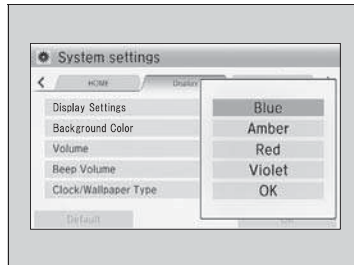 System settings
HOME
Display
Display Settings
Background Color
Volume
Beep Volume
Clock/Wallpaper Type
Blue
Amber
Red
Violet
OK
Default